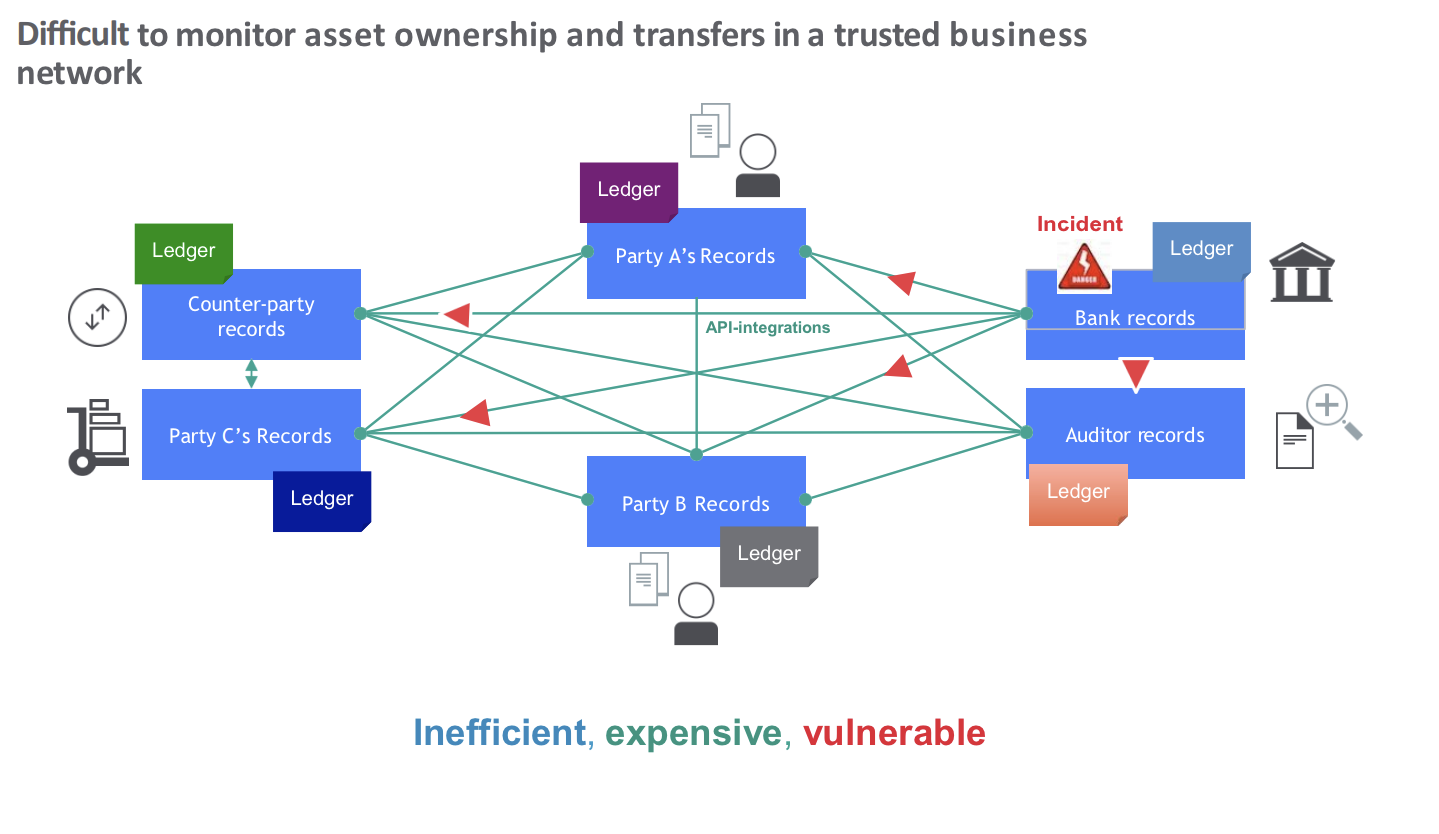 Difficult to monitor asset ownership and transfers in a trusted business
network
Ledger
Party A's Records
Ledger
Counter-party
records
Incident
DANGER
Ledger
Bank records
API-integrations
Party C's Records
Ledger
Party B Records
Ledger
Auditor records
Ledger
Inefficient, expensive, vulnerable